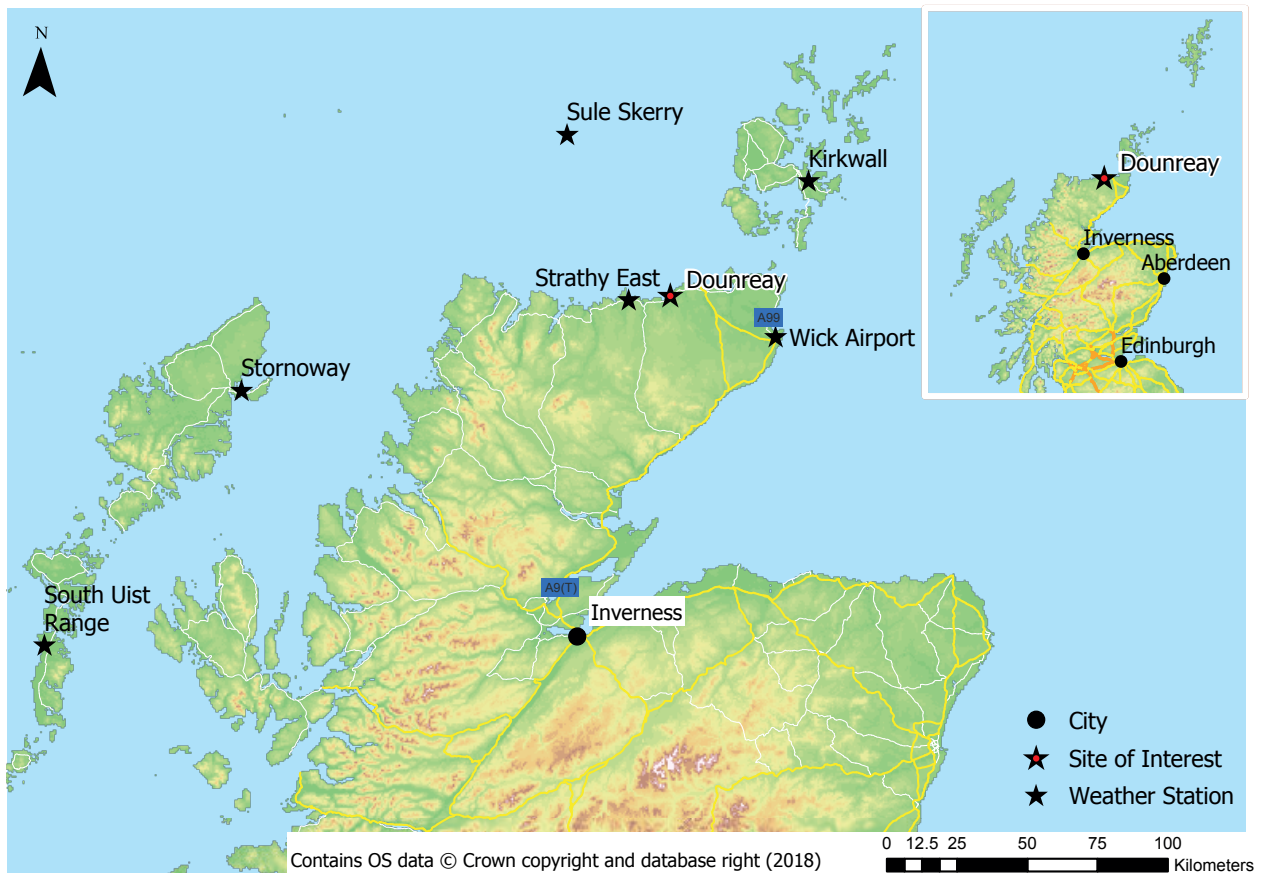 N
Sule Skerry
Kirkwall
Strathy East
Dounreay
A99
Wick Airport
Stornoway
South Uist
Range
A9(T)
Inverness
Dounreay
Inverness
Aberdeen
Edinburgh
City
Site of Interest
Weather Station
Contains OS data © Crown copyright and database right (2018)
0 12.5 25 50 75 100
Kilometers